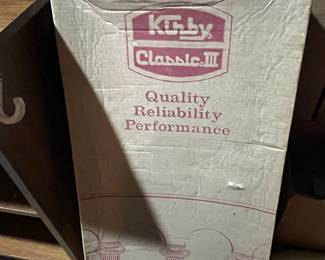 Kirby
Classic III
Quality
Reliability
Performance